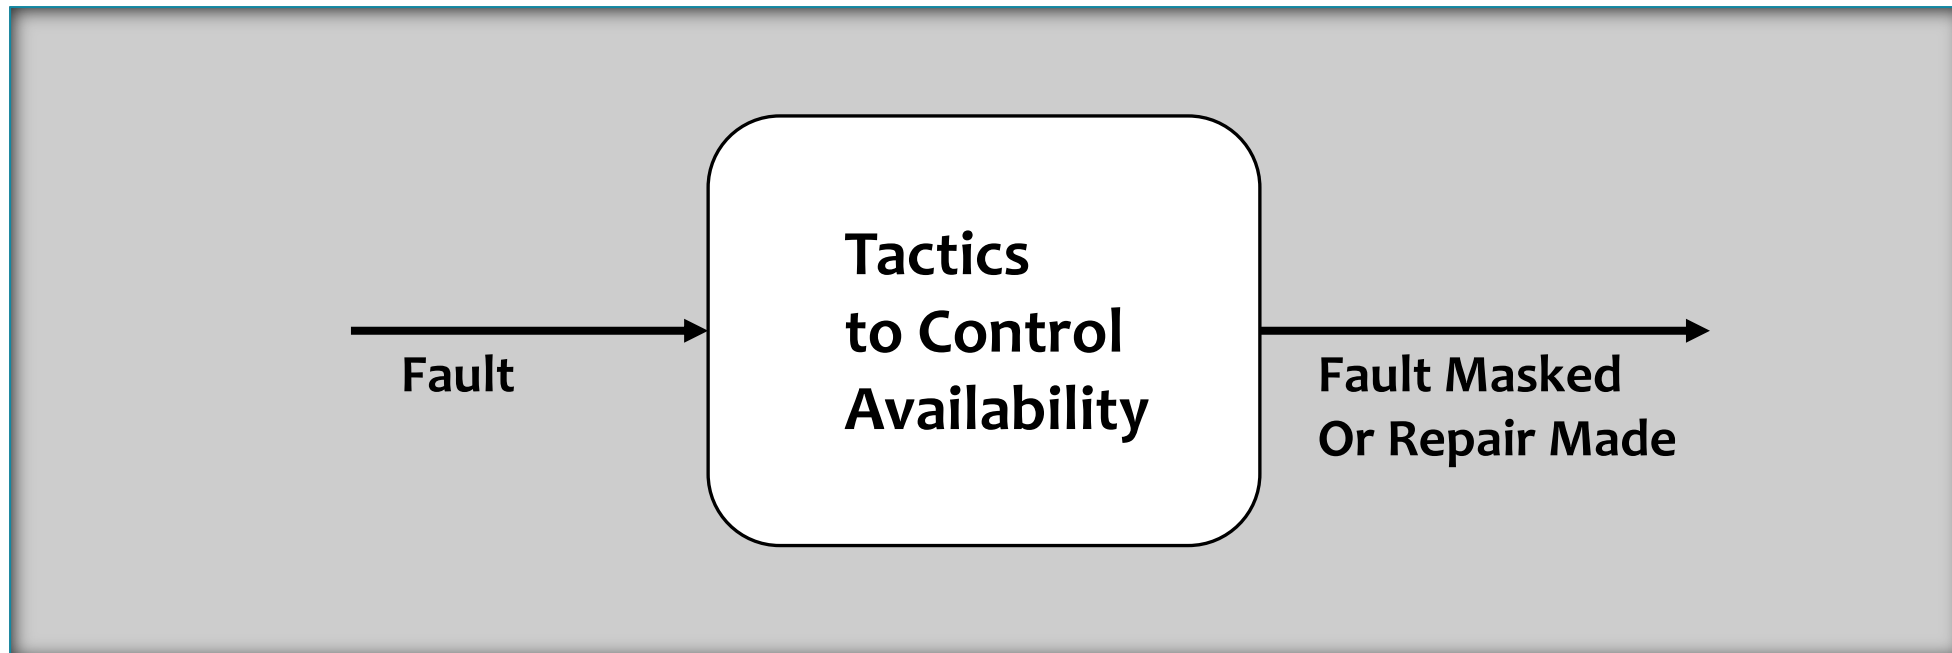 Fault
Tactics
to Control
Availability
Fault Masked
Or Repair Made